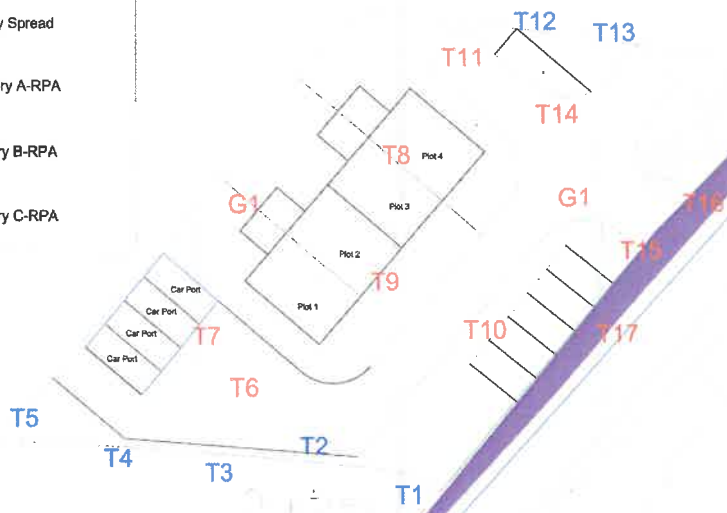 y Spread
T12
T13
T11
ry A-RPA
T14
ry B-RPA
T8
Plot 4
G1
Plot 3
G1
T16
ry C-RPA
Plot 2
T15
T9
Car Port
Plot 1
Car Port
T10
T17
Car Port
T7
Car Port
T6
T5
T2
T4
T3
T1